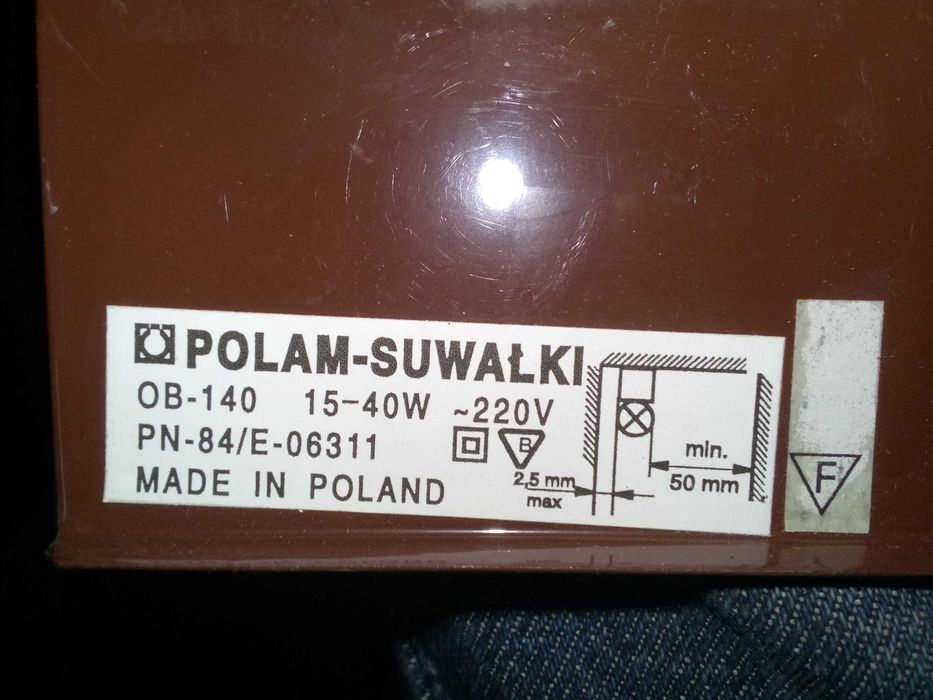 POLAM-SUWAŁKI
OB-140 15-40W ~220V
PN-84/E-06311 B
MADE IN POLAND
2,5 mm
max
min.
50 mm
F